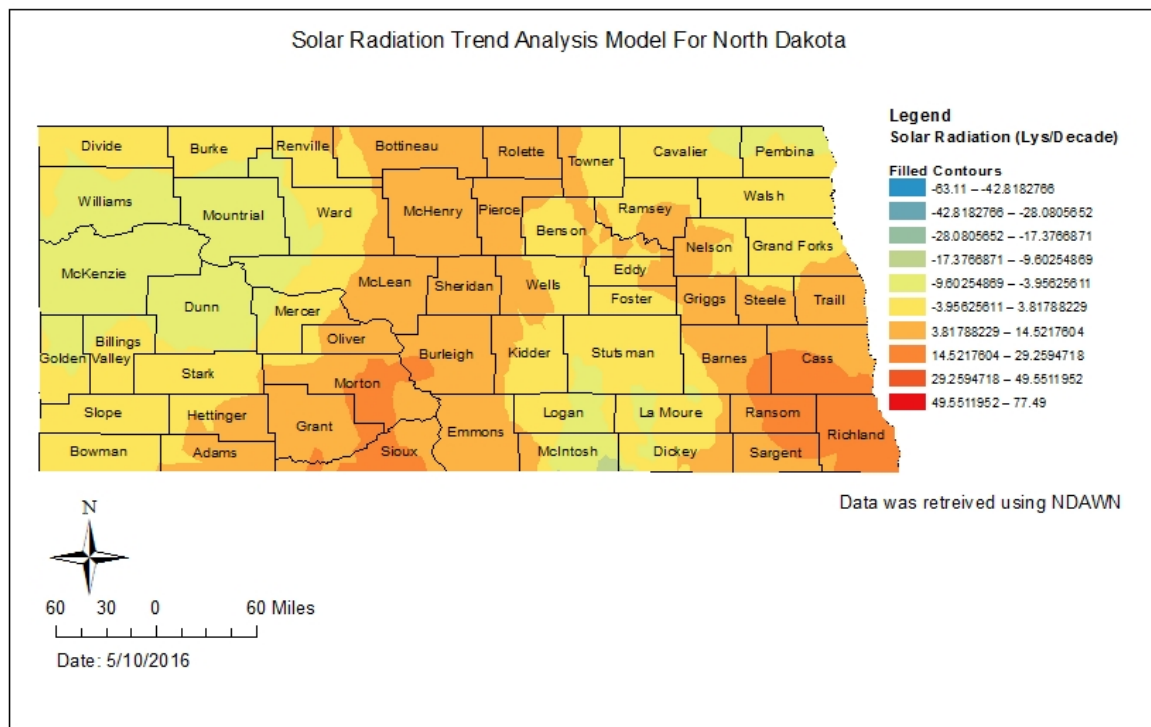 Solar Radiation Trend Analysis Model For North Dakota
Legend
Solar Radiation (Lys/Decade)
Filled Contours
-63.11 – -42.8182766
-42.8182766 – -28.0805652
-28.0805652 – -17.3766871
-17.3766871 – -9.60254869
-9.60254869 – -3.95625611
-3.95625611 – 3.81788229
3.81788229 – 14.5217604
14.5217604 – 29.2594718
29.2594718 – 49.5511952
49.5511952 – 77.49
Divide
Burke
Renville
Bottineau
Rolette
Towner
Cavalier
Pembina
Williams
Mountrial
Ward
McHenry
Pierce
Benson
Ramsey
Walsh
McKenzie
Dunn
Mercer
McLean
Sheridan
Wells
Eddy
Foster
Nelson
Grand Forks
Griggs
Steele
Traill
Golden Valley
Billings
Stark
Oliver
Morton
Burleigh
Kidder
Stutsman
Barnes
Cass
Slope
Hettinger
Grant
Logan
La Moure
Ransom
Richland
Bowman
Adams
Sioux
Emmons
McIntosh
Dickey
Sargent
Data was retreived using NDAWN
N
60 30 0 60 Miles
Date: 5/10/2016